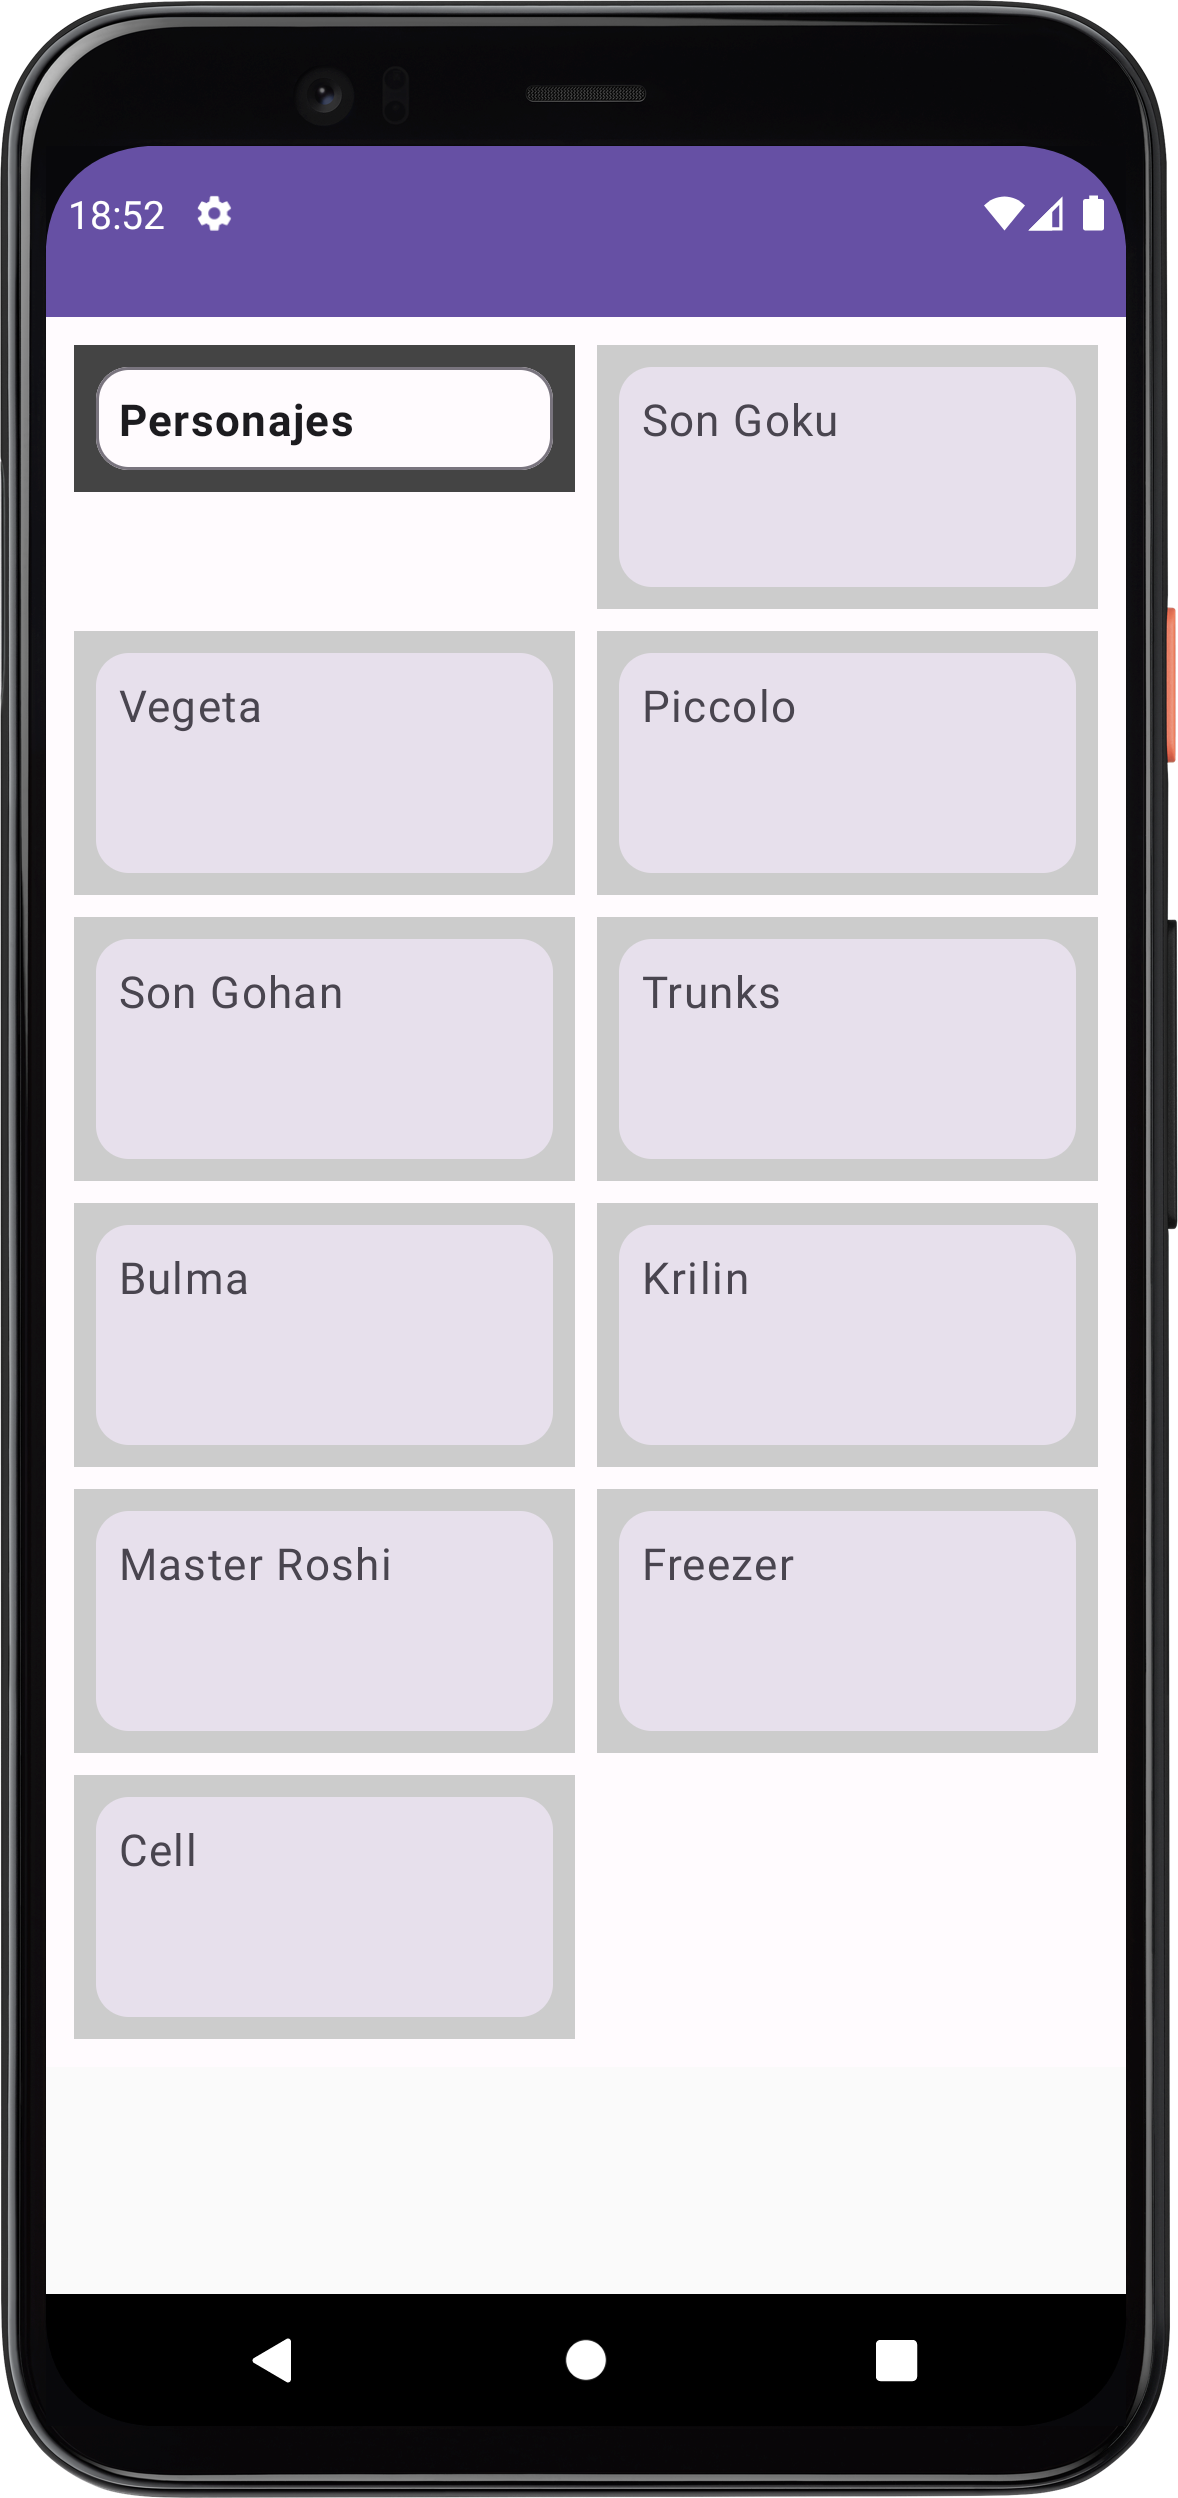 18:52
Personajes
Son Goku
Vegeta
Piccolo
Son Gohan
Trunks
Bulma
Krilin
Master Roshi
Freezer
Cell